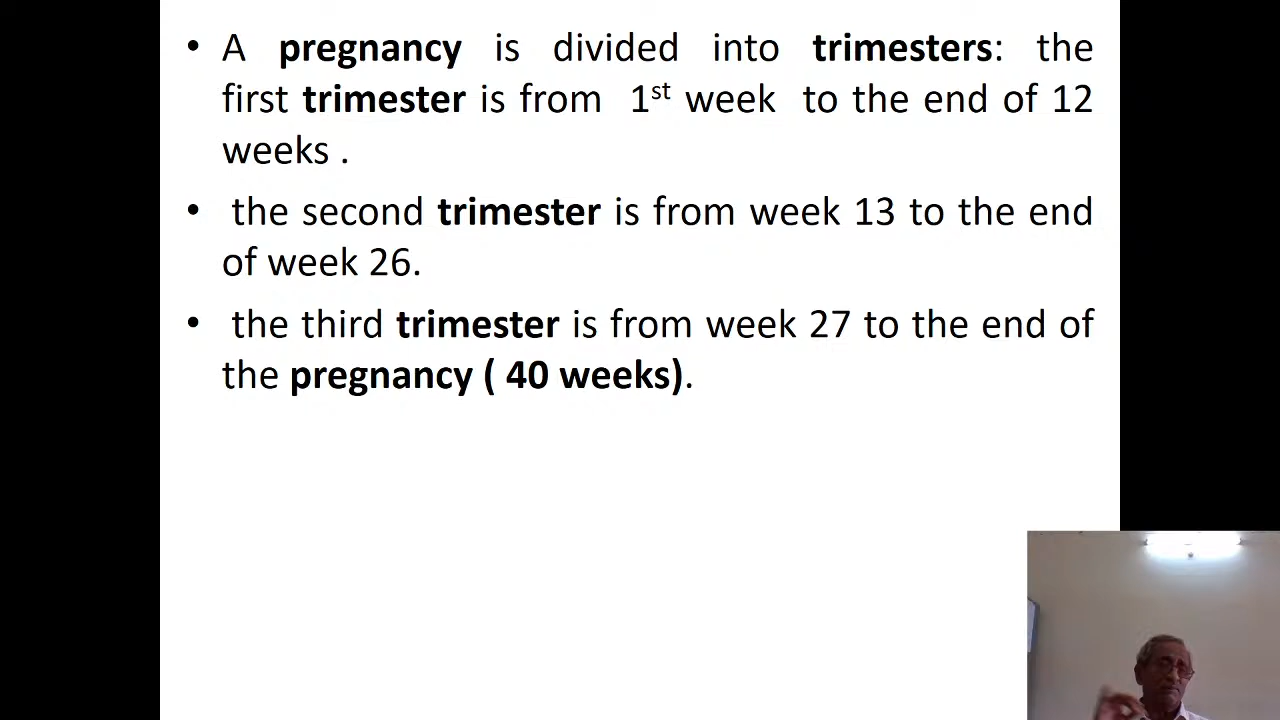 • A pregnancy is divided into trimesters: the
first trimester is from 1st week to the end of 12
weeks .
• the second trimester is from week 13 to the end
of week 26.
• the third trimester is from week 27 to the end of
the pregnancy ( 40 weeks).